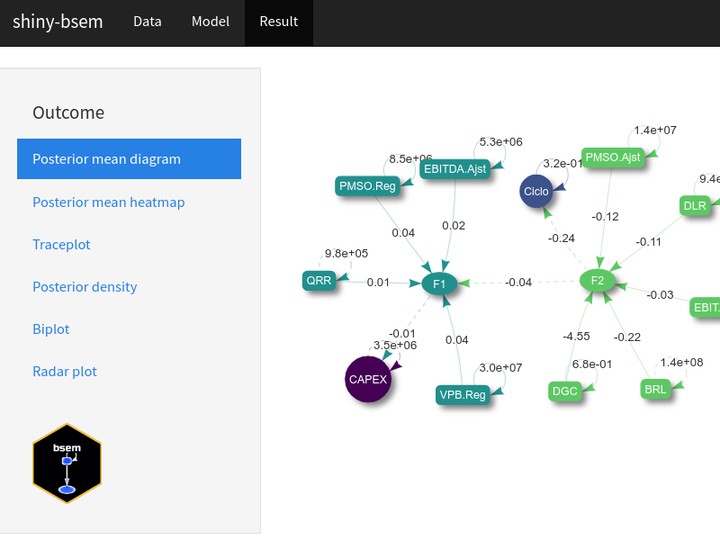 shiny-bsem Data Model Result
Outcome
Posterior mean diagram
Posterior mean heatmap
Traceplot
Posterior density
Biplot
Radar plot
bsem
1.4e+07
5.3e+06
8.5e+06
EBITDA.Ajst
3.2e-01
PMSO.Ajst
PMSO.Reg
Ciclo
9.4e
DLR
-0.12
0.04
0.02
-0.24
-0.11
9.8e+05
QRR
0.01
F1
-0.04
F2
-0.03
EBIT.
-0.01
3.5e+06
0.04
-4.55
-0.22
CAPEX
3.0e+07
6.8e-01
1.4e+08
VPB.Reg
DGC
BRL